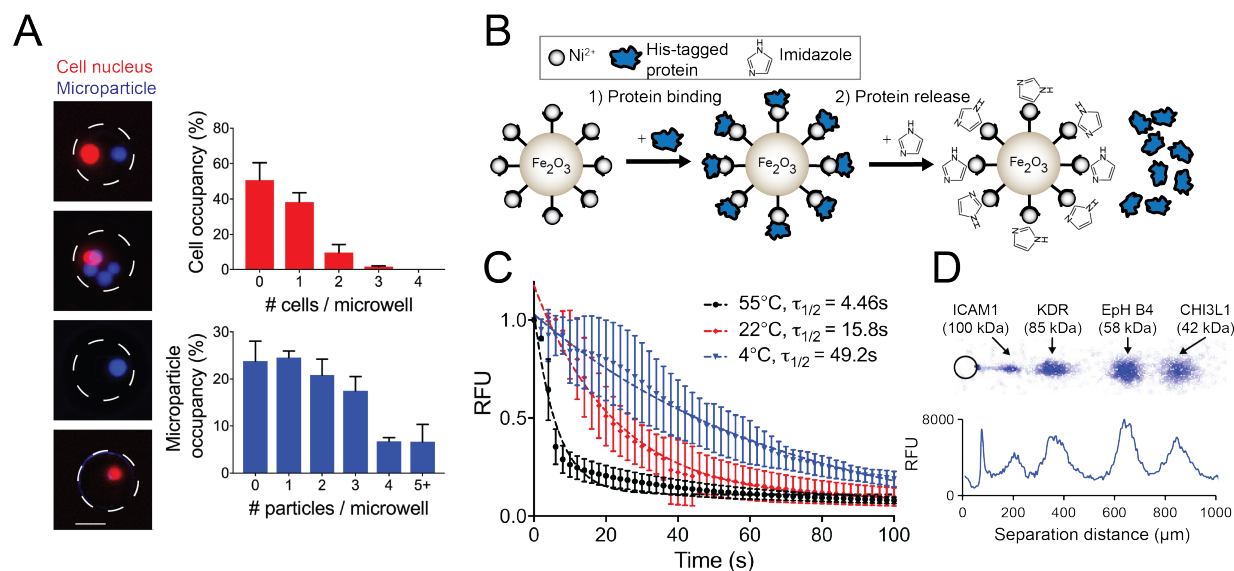 A
Cell nucleus
Microparticle
Cell occupancy (%)
80
60
40
20
0
0 1 2 3 4
# cells / microwell
Microparticle
occupancy (%)
30
20
10
0
0 1 2 3 4 5+
# particles / microwell
B
Ni2+
His-tagged
protein
H
N
N
Imidazole
1) Protein binding
2) Protein release
Fe2O3
+
Fe2O3
+
H
N
N
Fe2O3
C
RFU
1.0
0.5
0.0
0 20 40 60 80 100
Time (s)
55°C, τ1/2 = 4.46s
22°C, τ1/2 = 15.8s
4°C, τ1/2 = 49.2s
D
ICAM1
(100 kDa)
KDR
(85 kDa)
EpH B4
(58 kDa)
CHI3L1
(42 kDa)
RFU
8000
0
0 200 400 600 800 1000
Separation distance (µm)